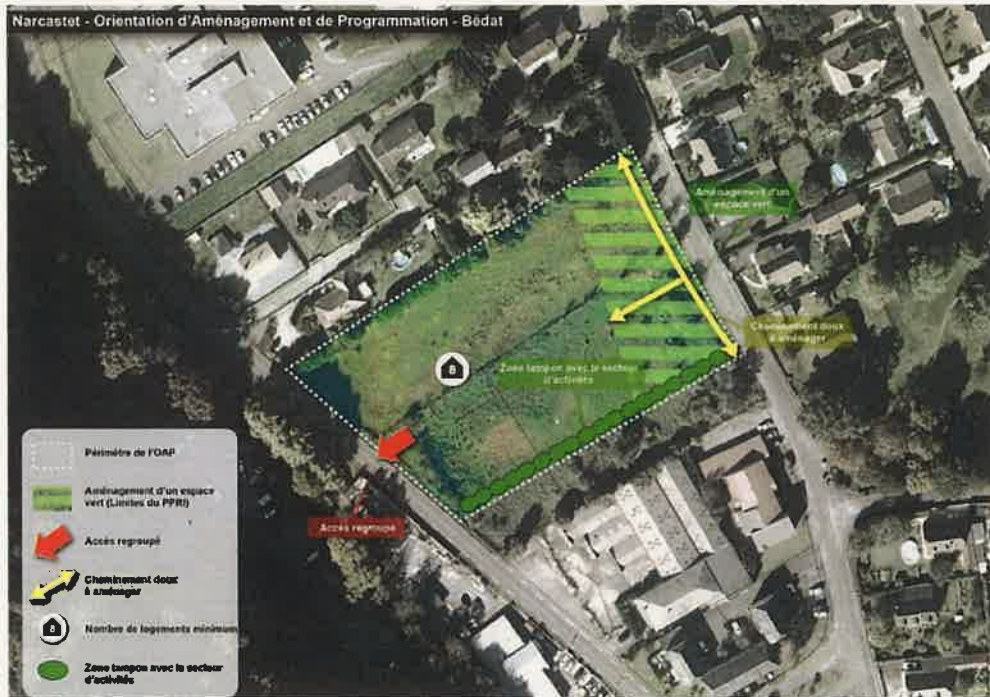 Narcastet - Orientation d'Aménagement et de Programmation - Bédat
Aménagement d'un
espace vert
Cheminement doux
à aménager
Zone tampon avec le secteur
d'activités
8
Accès regroupé
Périmètre de l'OAP
Aménagement d'un espace
vert (Limites du PPRI)
Accès regroupé
Cheminement doux
à aménager
8
Nombre de logements minimum
Zone tampon avec le secteur
d'activités